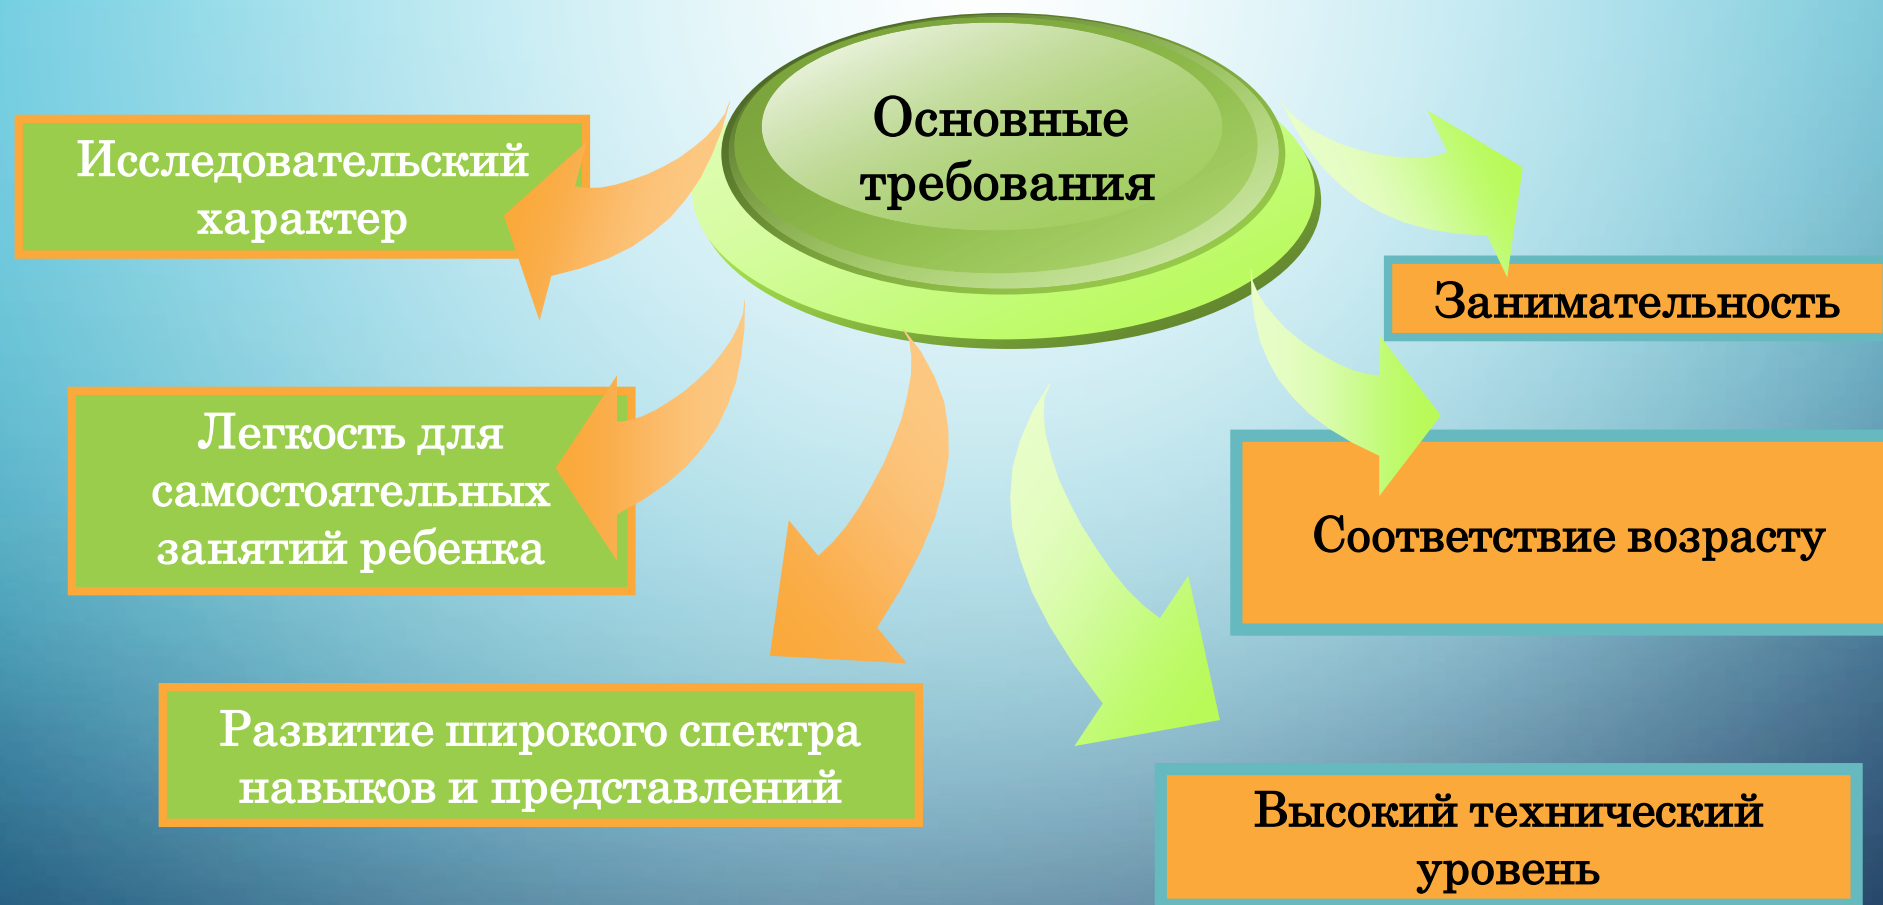 Основные
требования
Исследовательский
характер
Занимательность
Легкость для
самостоятельных
занятий ребенка
Соответствие возрасту
Развитие широкого спектра
навыков и представлений
Высокий технический
уровень